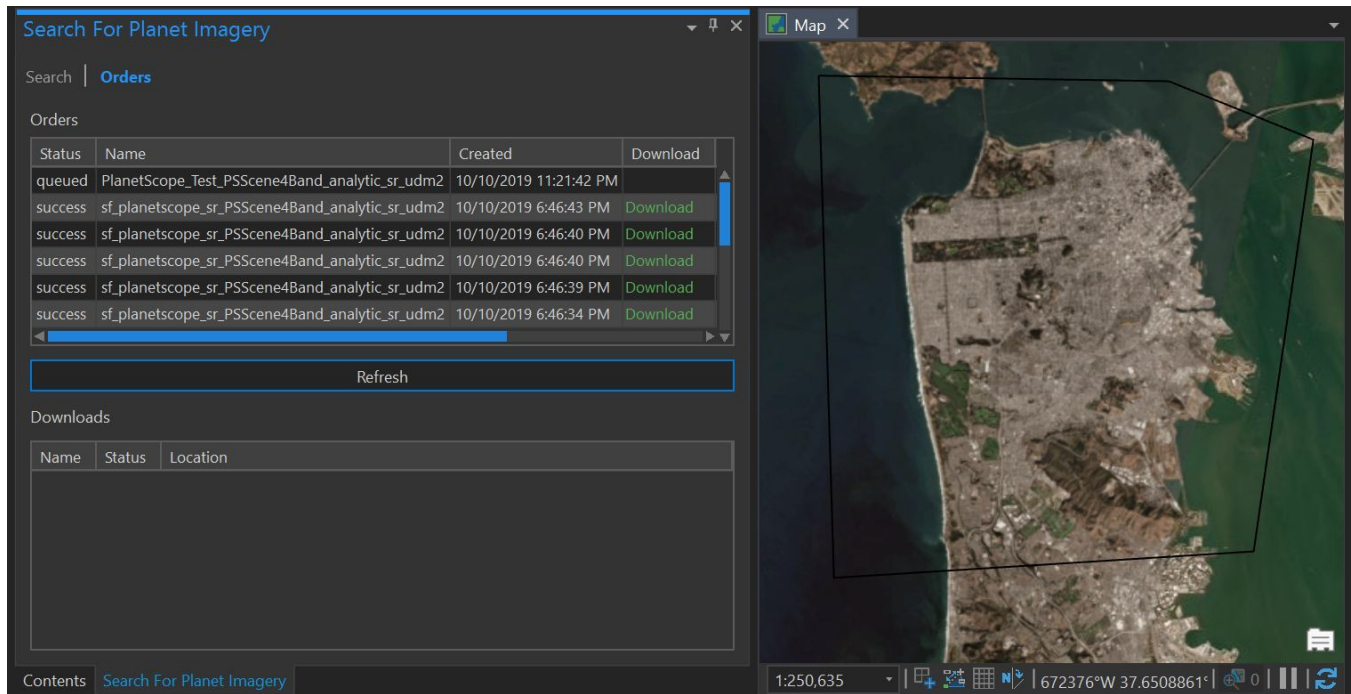 Search For Planet Imagery
Search | Orders
Orders
Status Name Created Download
queued PlanetScope_Test_PSScene4Band_analytic_sr_udm2 10/10/2019 11:21:42 PM
success sf_planetscope_sr_PSScene4Band_analytic_sr_udm2 10/10/2019 6:46:43 PM Download
success sf_planetscope_sr_PSScene4Band_analytic_sr_udm2 10/10/2019 6:46:40 PM Download
success sf_planetscope_sr_PSScene4Band_analytic_sr_udm2 10/10/2019 6:46:40 PM Download
success sf_planetscope_sr_PSScene4Band_analytic_sr_udm2 10/10/2019 6:46:39 PM Download
success sf_planetscope_sr_PSScene4Band_analytic_sr_udm2 10/10/2019 6:46:34 PM Download
Refresh
Downloads
Name Status Location
Contents Search For Planet Imagery
Map
1:250,635 N 672376°W 37.6508861° 0